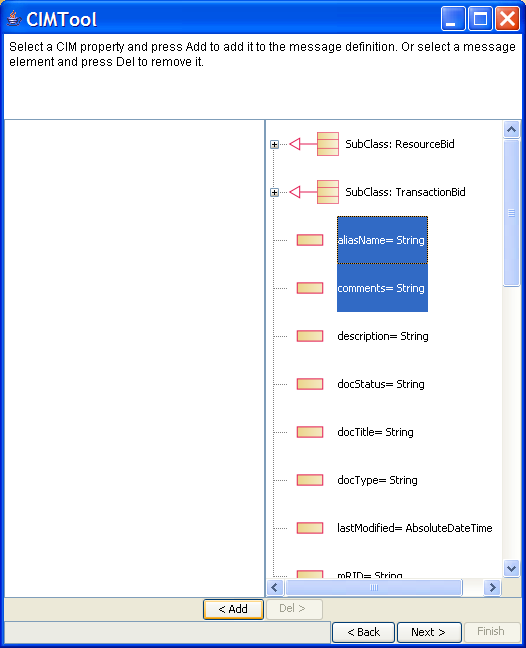 CIMTool
Select a CIM property and press Add to add it to the message definition. Or select a message
element and press Del to remove it.
SubClass: ResourceBid
SubClass: TransactionBid
aliasName= String
comments= String
description= String
docStatus= String
docTitle= String
docType= String
lastModified= AbsoluteDateTime
mRID= String
< Add
Del >
< Back
Next >
Finish